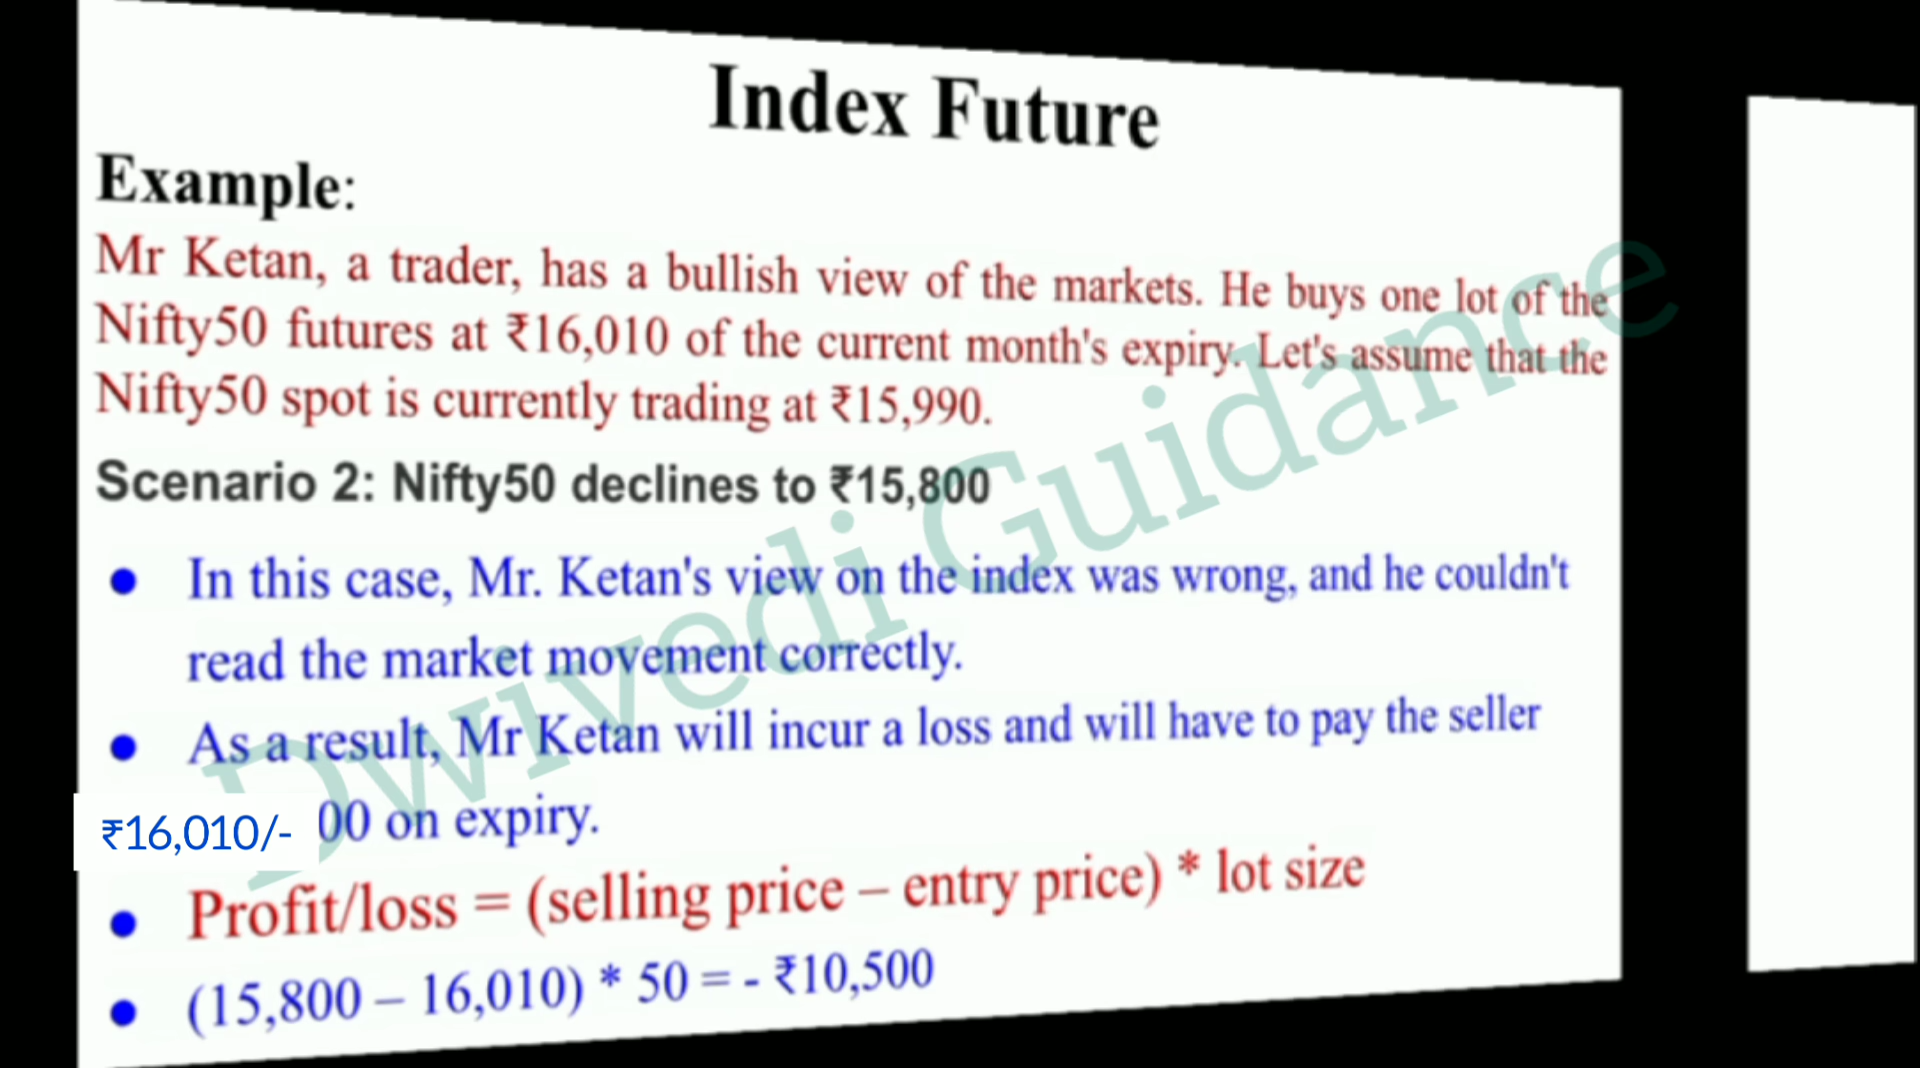 Index Future
Example:
Mr Ketan, a trader, has a bullish view of the markets. He buys one lot of the
Nifty50 futures at ₹16,010 of the current month's expiry. Let's assume that the
Nifty50 spot is currently trading at ₹15,990.
Scenario 2: Nifty50 declines to ₹15,800
● In this case, Mr. Ketan's view on the index was wrong, and he couldn't
read the market movement correctly.
● As a result, Mr Ketan will incur a loss and will have to pay the seller
₹16,010/- 00 on expiry.
● Profit/loss = (selling price – entry price) * lot size
● (15,800 – 16,010) * 50 = - ₹10,500
Dwivedi Guidance